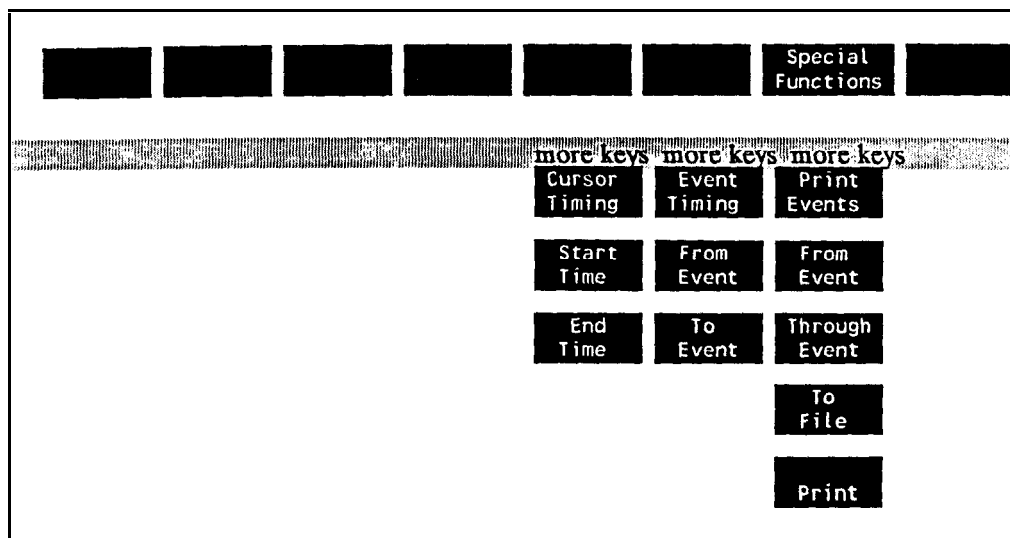 Special
Functions
more keys more keys more keys
Cursor Event Print
Timing Timing Events
Start From From
Time Event Event
End To Through
Time Event Event
To
File
Print